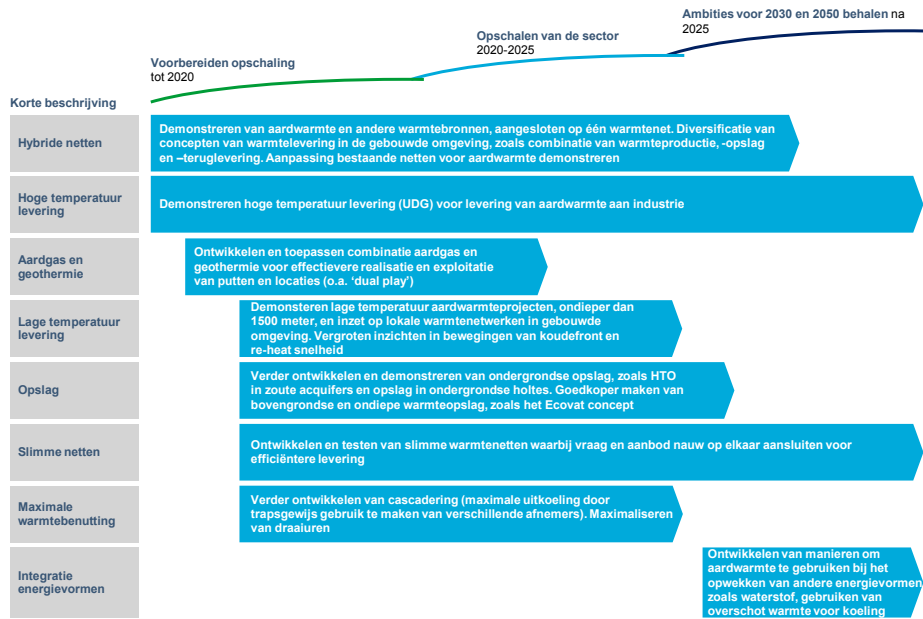 Ambities voor 2030 en 2050 behalen na
2025
Opschalen van de sector
2020-2025
Voorbereiden opschaling
tot 2020
Korte beschrijving
Hybride netten
Demonstreren van aardwarmte en andere warmtebronnen, aangesloten op één warmtenet. Diversificatie van
concepten van warmtelevering in de gebouwde omgeving, zoals combinatie van warmteproductie, -opslag
en –teruglevering. Aanpassing bestaande netten voor aardwarmte demonstreren
Hoge temperatuur
levering
Demonstreren hoge temperatuur levering (UDG) voor levering van aardwarmte aan industrie
Aardgas en
geothermie
Ontwikkelen en toepassen combinatie aardgas en
geothermie voor effectievere realisatie en exploitatie
van putten en locaties (o.a. ‘dual play’)
Lage temperatuur
levering
Demonsteren lage temperatuur aardwarmteprojecten, ondieper dan
1500 meter, en inzet op lokale warmtenetwerken in gebouwde
omgeving. Vergroten inzichten in bewegingen van koudefront en
re-heat snelheid
Opslag
Verder ontwikkelen en demonstreren van ondergrondse opslag, zoals HTO
in zoute acquifers en opslag in ondergrondse holtes. Goedkoper maken van
bovengrondse en ondiepe warmteopslag, zoals het Ecovat concept
Slimme netten
Ontwikkelen en testen van slimme warmtenetten waarbij vraag en aanbod nauw op elkaar aansluiten voor
efficiëntere levering
Maximale
warmtebenutting
Verder ontwikkelen van cascadering (maximale uitkoeling door
trapsgewijs gebruik te maken van verschillende afnemers). Maximaliseren
van draaiuren
Integratie
energievormen
Ontwikkelen van manieren om
aardwarmte te gebruiken bij het
opwekken van andere energievormen,
zoals waterstof, gebruiken van
overschot warmte voor koeling